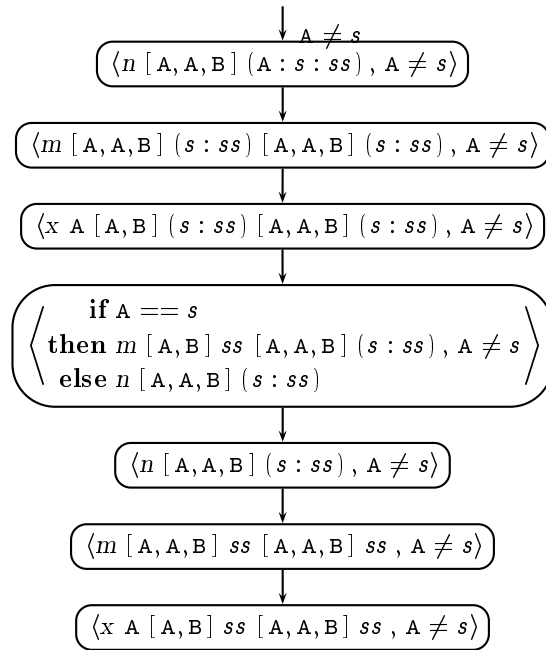 A ≠ s
⟨n [A,A,B] (A:s:ss), A ≠ s⟩
⟨m [A,A,B] (s:ss) [A,A,B] (s:ss), A ≠ s⟩
⟨x A [A,B] (s:ss) [A,A,B] (s:ss), A ≠ s⟩
if A == s
then m [A,B] ss [A,A,B] (s:ss), A ≠ s
else n [A,A,B] (s:ss)
⟨n [A,A,B] (s:ss), A ≠ s⟩
⟨m [A,A,B] ss [A,A,B] ss, A ≠ s⟩
⟨x A [A,B] ss [A,A,B] ss, A ≠ s⟩